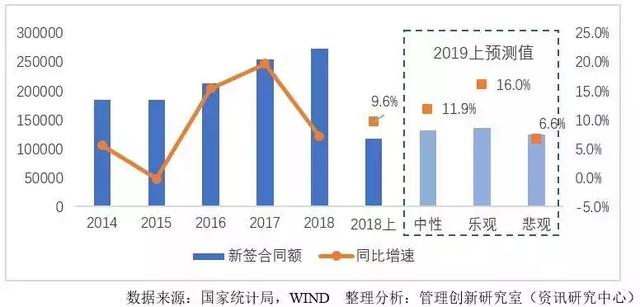 300000 25.0%
250000 20.0%
200000 15.0%
150000 10.0%
100000 5.0%
50000 0.0%
0 -5.0%
2019上预测值
9.6% 11.9% 16.0% 6.6%
2014 2015 2016 2017 2018 2018上 中性 乐观 悲观
新签合同额 同比增速
数据来源：国家统计局，WIND 整理分析：管理创新研究室（资讯研究中心）